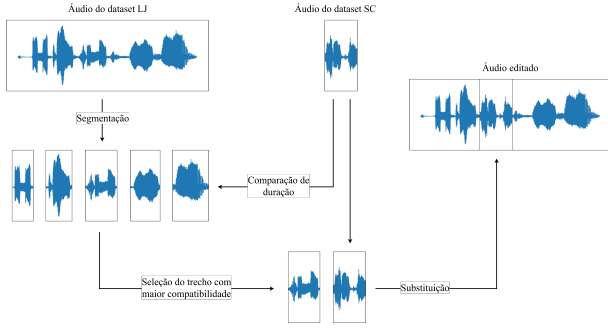 Áudio do dataset LJ
Áudio do dataset SC
Áudio editado
Segmentação
Comparação de
duração
Seleção do trecho com
maior compatibilidade
Substituição